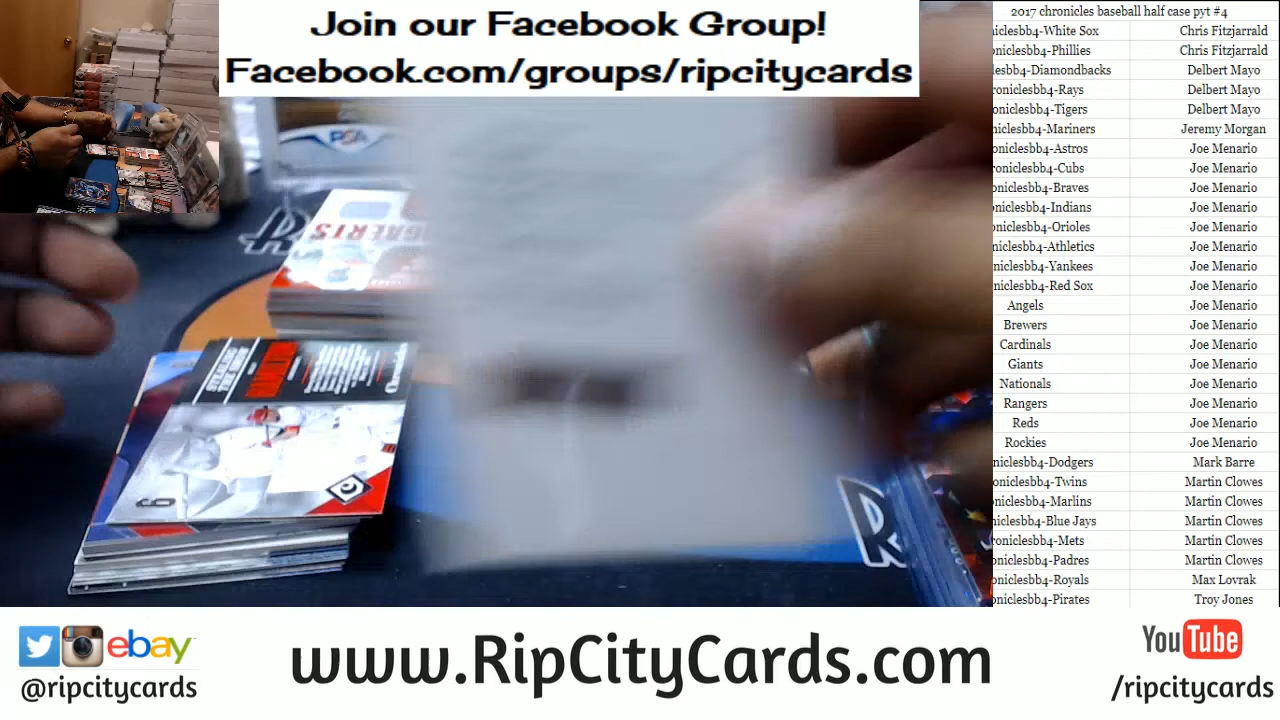 Join our Facebook Group!
Facebook.com/groups/ripcitycards
2017 chronicles baseball half case pyt #4
niclesbb4-White Sox Chris Fitzjarrald
oniclesbb4-Phillies Chris Fitzjarrald
lesbb4-Diamondbacks Delbert Mayo
roniclesbb4-Rays Delbert Mayo
oniclesbb4-Tigers Delbert Mayo
niclesbb4-Mariners Jeremy Morgan
oniclesbb4-Astros Joe Menario
oniclesbb4-Cubs Joe Menario
niclesbb4-Braves Joe Menario
niclesbb4-Indians Joe Menario
niclesbb4-Orioles Joe Menario
niclesbb4-Athletics Joe Menario
niclesbb4-Yankees Joe Menario
niclesbb4-Red Sox Joe Menario
Angels Joe Menario
Brewers Joe Menario
Cardinals Joe Menario
Giants Joe Menario
Nationals Joe Menario
Rangers Joe Menario
Reds Joe Menario
Rockies Joe Menario
oniclesbb4-Dodgers Mark Barre
oniclesbb4-Twins Martin Clowes
oniclesbb4-Marlins Martin Clowes
niclesbb4-Blue Jays Martin Clowes
roniclesbb4-Mets Martin Clowes
oniclesbb4-Padres Martin Clowes
oniclesbb4-Royals Max Lovrak
oniclesbb4-Pirates Troy Jones
PSA
R
R
ebay
@ripcitycards
www.RipCityCards.com
YouTube
/ripcitycards